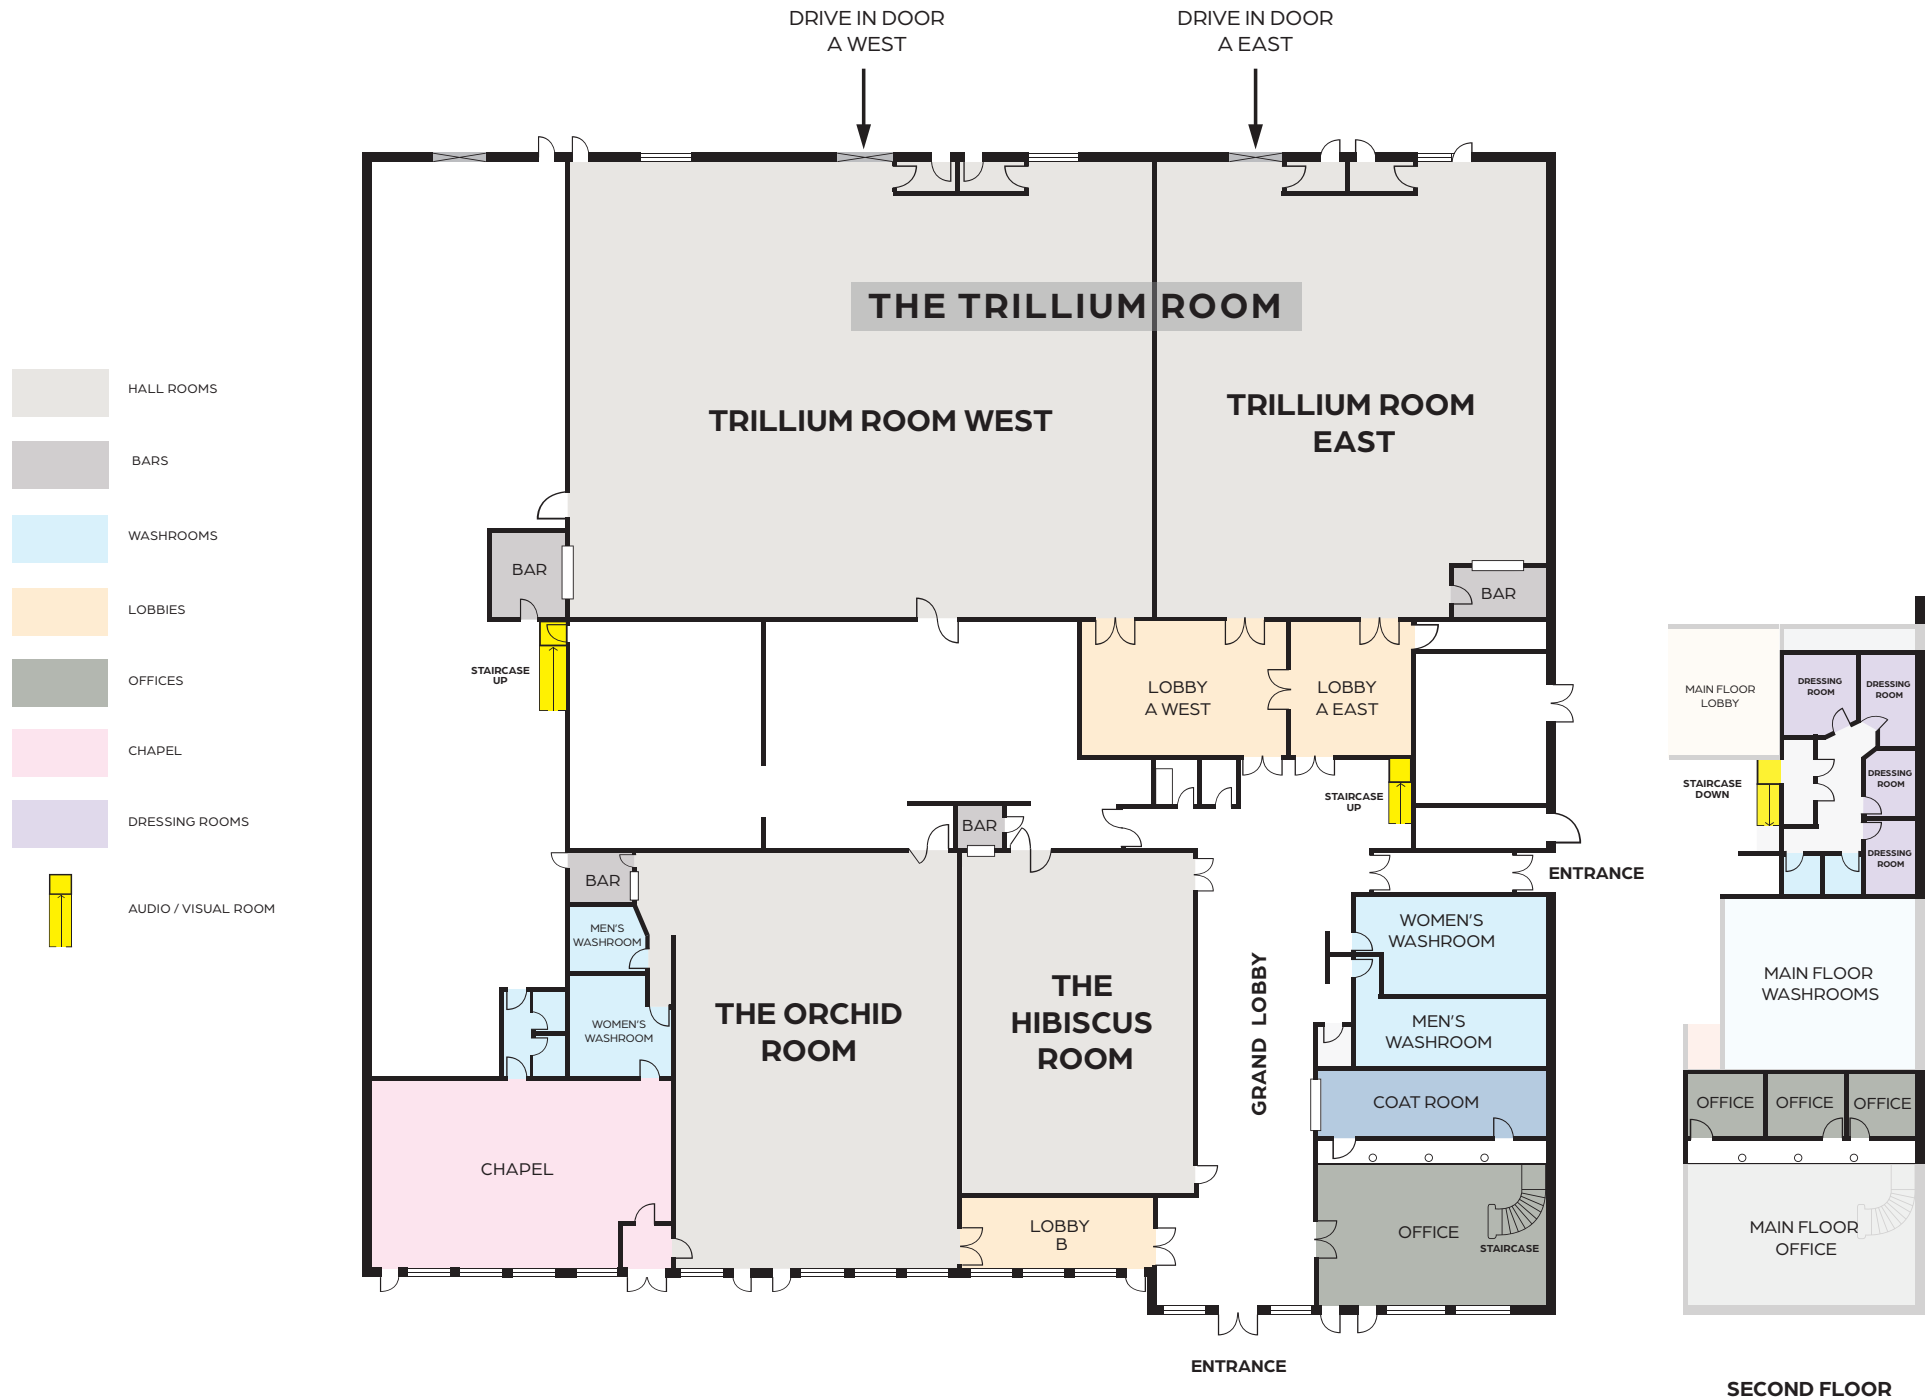 DRIVE IN DOOR
A WEST
DRIVE IN DOOR
A EAST
THE TRILLIUM ROOM
TRILLIUM ROOM WEST
TRILLIUM ROOM
EAST
HALL ROOMS
BARS
WASHROOMS
LOBBIES
OFFICES
CHAPEL
DRESSING ROOMS
AUDIO / VISUAL ROOM
BAR
BAR
STAIRCASE
UP
LOBBY
A WEST
LOBBY
A EAST
STAIRCASE
UP
BAR
BAR
ENTRANCE
MEN'S
WASHROOM
WOMEN'S
WASHROOM
WOMEN'S
WASHROOM
MEN'S
WASHROOM
THE ORCHID
ROOM
THE
HIBISCUS
ROOM
GRAND LOBBY
COAT ROOM
CHAPEL
LOBBY
B
OFFICE
STAIRCASE
ENTRANCE
MAIN FLOOR
LOBBY
DRESSING
ROOM
DRESSING
ROOM
DRESSING
ROOM
DRESSING
ROOM
STAIRCASE
DOWN
MAIN FLOOR
WASHROOMS
OFFICE
OFFICE
OFFICE
MAIN FLOOR
OFFICE
SECOND FLOOR